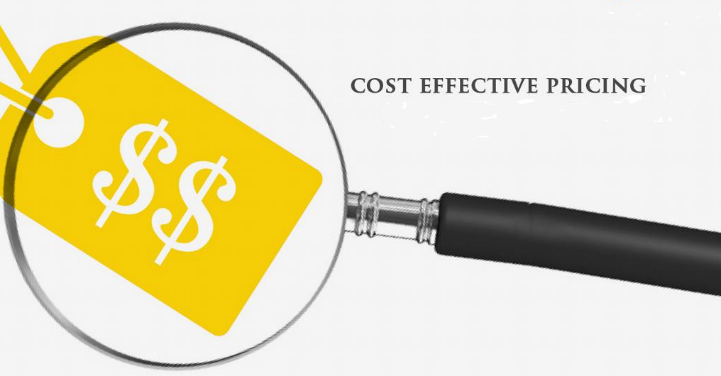 $$
COST EFFECTIVE PRICING